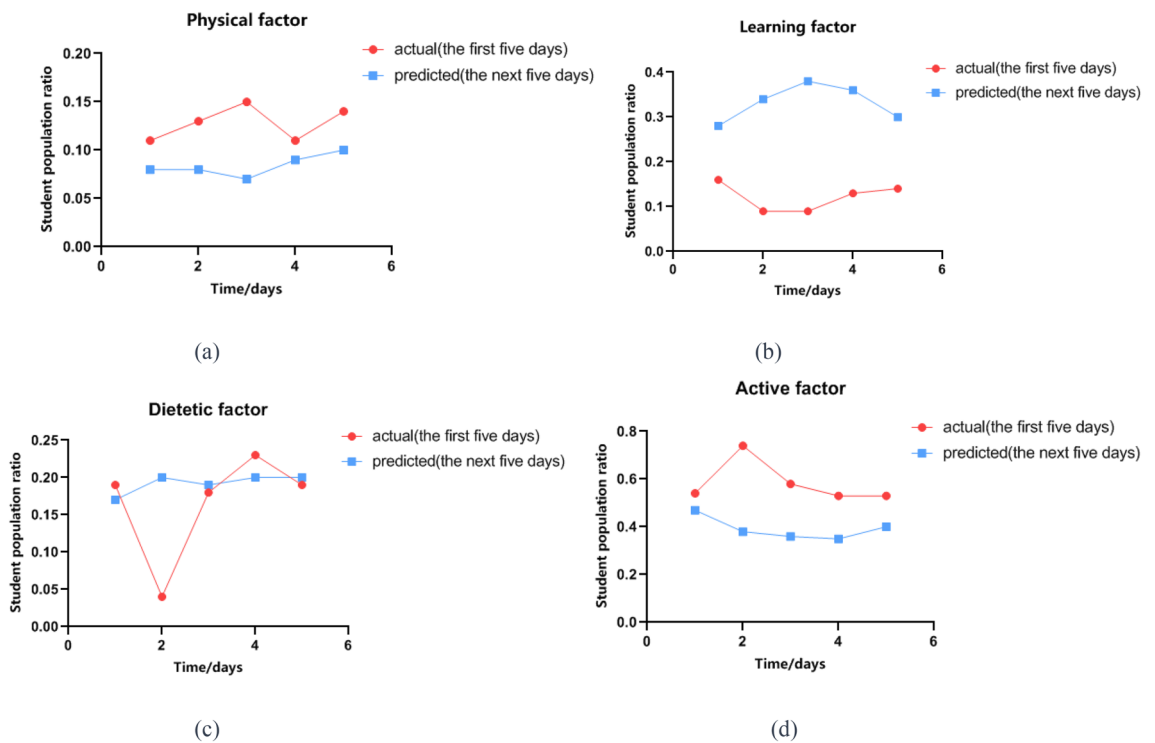 Physical factor
actual(the first five days)
predicted(the next five days)
Student population ratio
0.20
0.15
0.10
0.05
0.00
0 2 4 6
Time/days
(a)
Learning factor
actual(the first five days)
predicted(the next five days)
Student population ratio
0.4
0.3
0.2
0.1
0.0
0 2 4 6
Time/days
(b)
Dietetic factor
actual(the first five days)
predicted(the next five days)
Student population ratio
0.25
0.20
0.15
0.10
0.05
0.00
0 2 4 6
Time/days
(c)
Active factor
actual(the first five days)
predicted(the next five days)
Student population ratio
0.8
0.6
0.4
0.2
0.0
0 2 4 6
Time/days
(d)